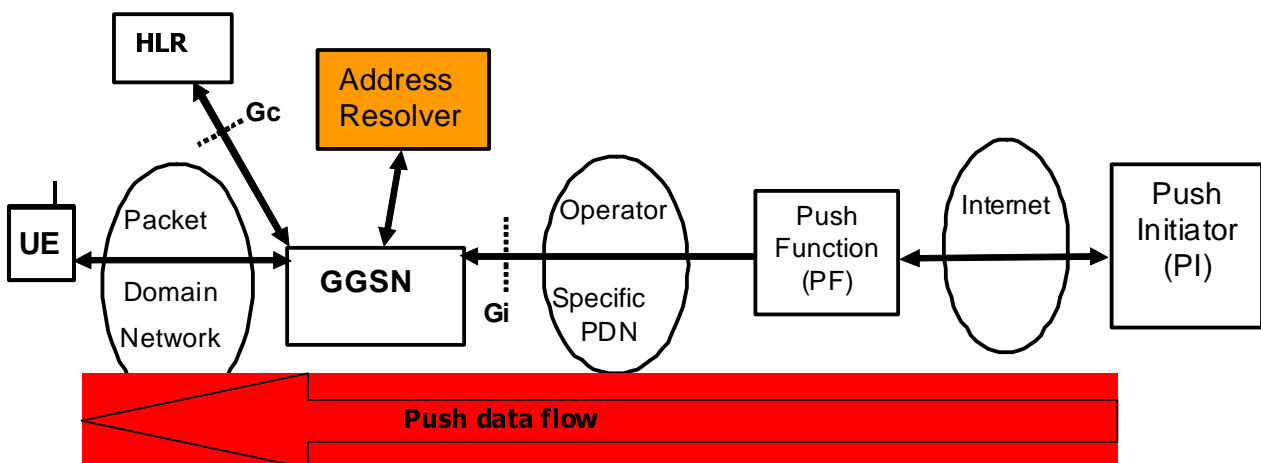 HLR
Gc
Address
Resolver
UE
Packet
Domain
Network
GGSN
Gi
Operator
Specific
PDN
Push
Function
(PF)
Internet
Push
Initiator
(PI)
Push data flow